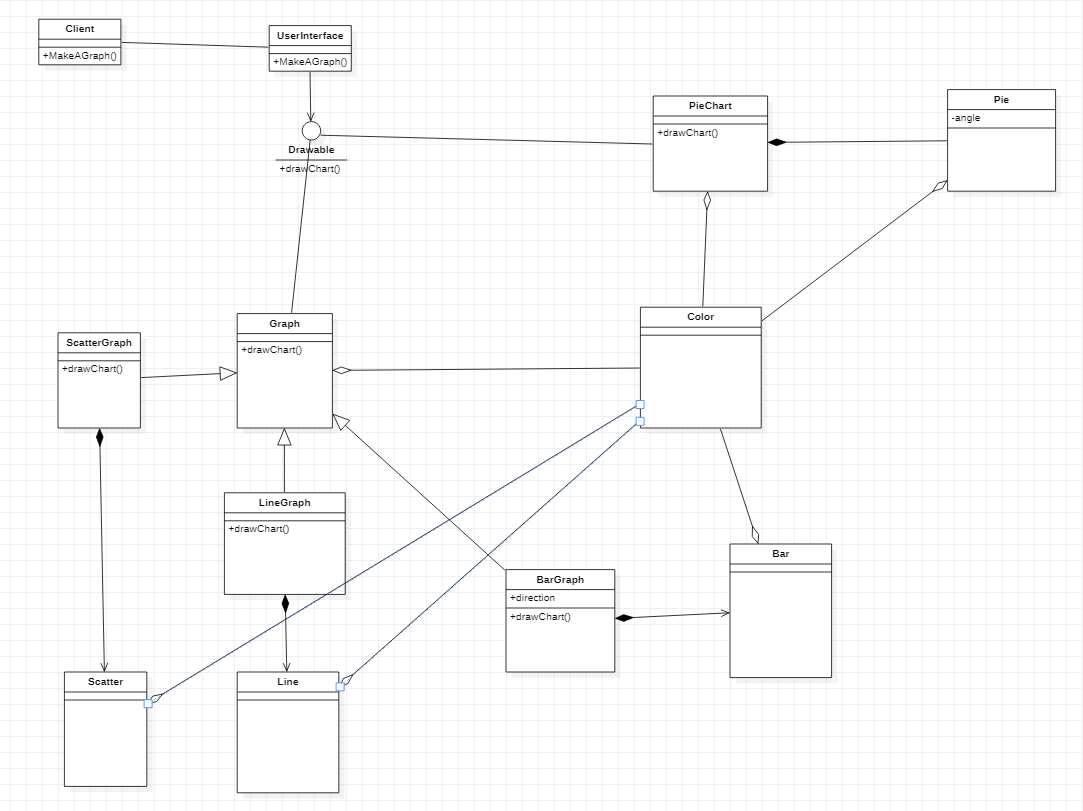 Client
+MakeAGraph()
UserInterface
+MakeAGraph()
Drawable
+drawChart()
PieChart
+drawChart()
Pie
-angle
Graph
+drawChart()
Color
ScatterGraph
+drawChart()
LineGraph
+drawChart()
BarGraph
+direction
+drawChart()
Bar
Scatter
Line